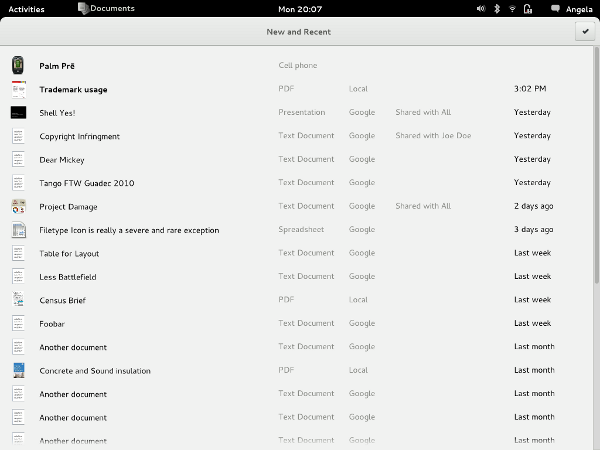 Activities Documents Mon 20:07 Angela
New and Recent
Palm Prē Cell phone
Trademark usage PDF Local 3:02 PM
Shell Yes! Presentation Google Shared with All Yesterday
Copyright Infringment Text Document Google Shared with Joe Doe Yesterday
Dear Mickey Text Document Google Yesterday
Tango FTW Guadec 2010 Text Document Google Yesterday
Project Damage Text Document Google Shared with All 2 days ago
Filetype Icon is really a severe and rare exception Spreadsheet Google 3 days ago
Table for Layout Text Document Google Last week
Less Battlefield Text Document Google Last week
Census Brief PDF Local Last week
Foobar Text Document Google Last week
Another document Text Document Google Last month
Concrete and Sound insulation PDF Local Last month
Another document Text Document Google Last month
Another document Text Document Google Last month
Another document Text Document Google Last month